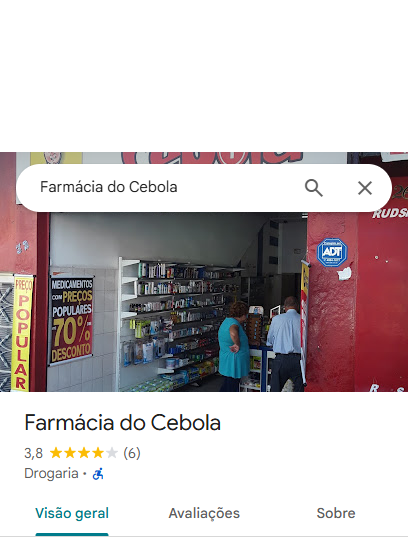 Cebola
Farmácia do Cebola
RUDS
ADT
PREÇO
POPULAR
MEDICAMENTOS
COM PREÇOS
POPULARES
70%
DESCONTO
Farmácia do Cebola
3,8 (6)
Drogaria ·
Visão geral
Avaliações
Sobre